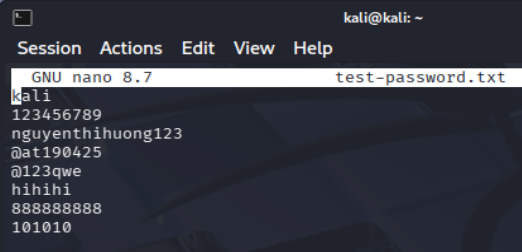 kali@kali: ~
Session Actions Edit View Help
GNU nano 8.7 test-password.txt
kali
123456789
nguyenthihuong123
@at190425
@123qwe
hihihi
888888888
101010